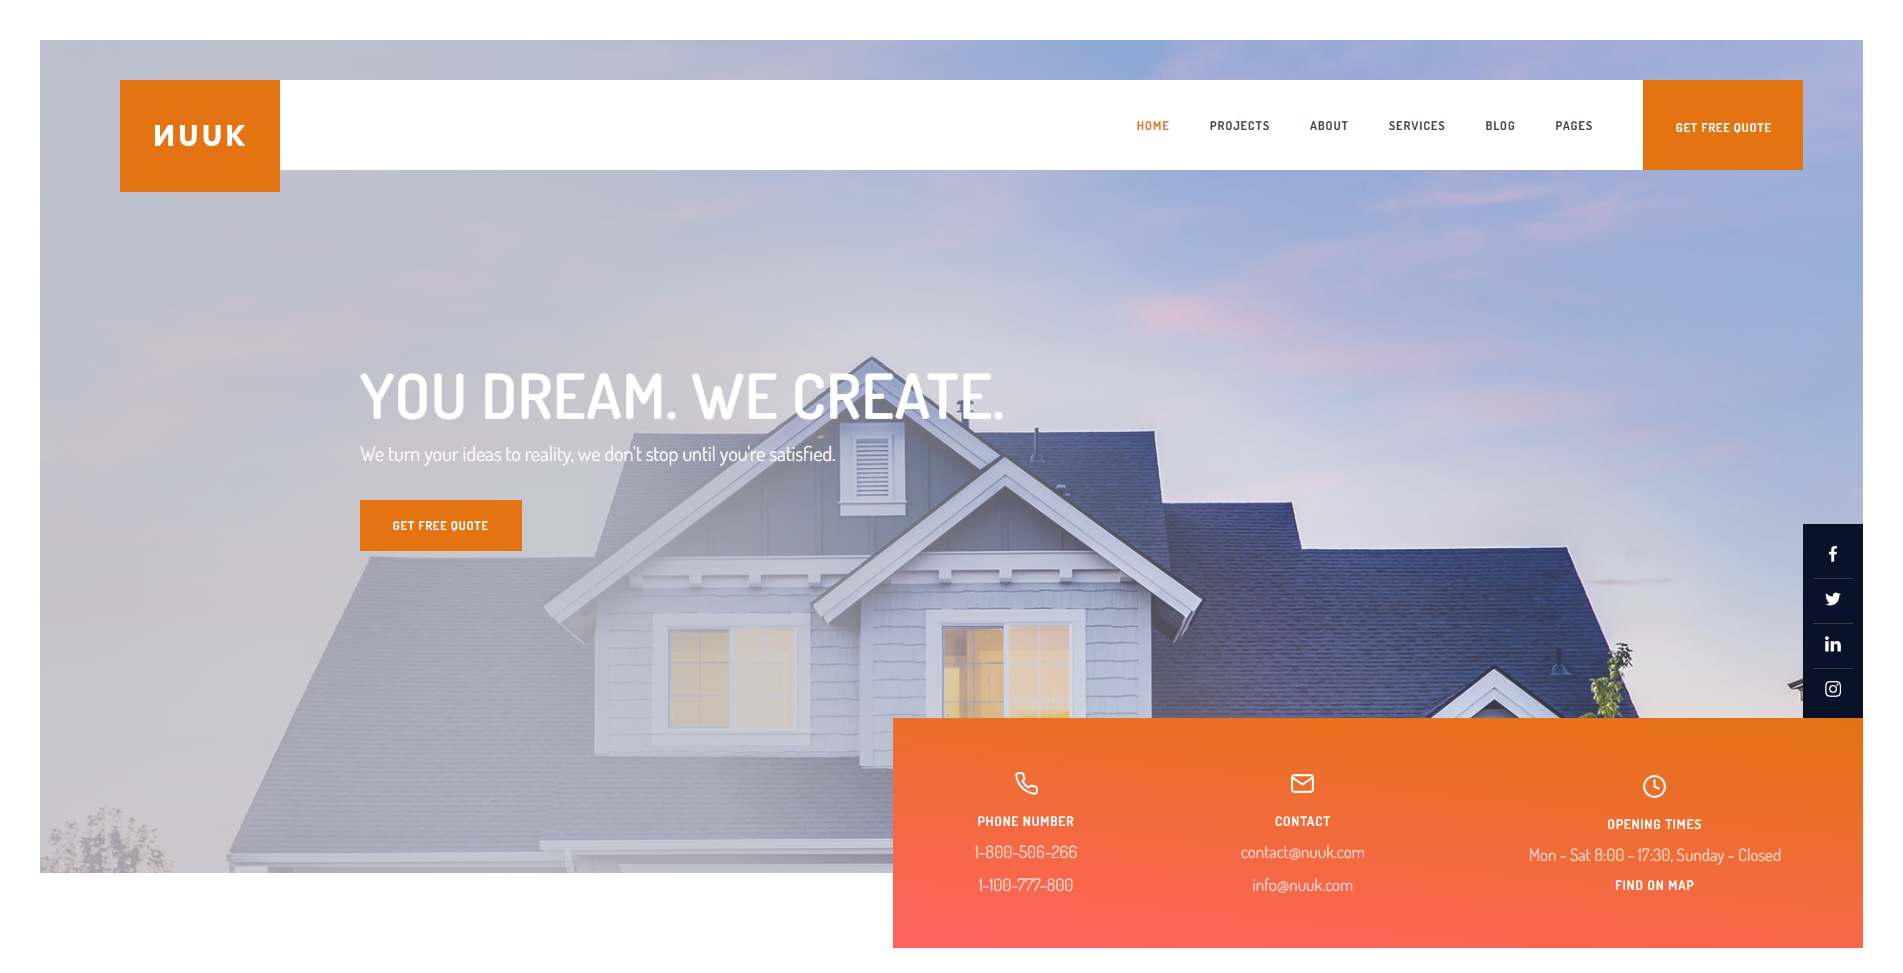 NUUK
HOME PROJECTS ABOUT SERVICES BLOG PAGES
GET FREE QUOTE
YOU DREAM. WE CREATE.
We turn your ideas to reality, we don't stop until you're satisfied.
GET FREE QUOTE
PHONE NUMBER
1-800-506-266
1-100-777-800
CONTACT
contact@nuuk.com
info@nuuk.com
OPENING TIMES
Mon - Sat 8:00 - 17:30, Sunday - Closed
FIND ON MAP